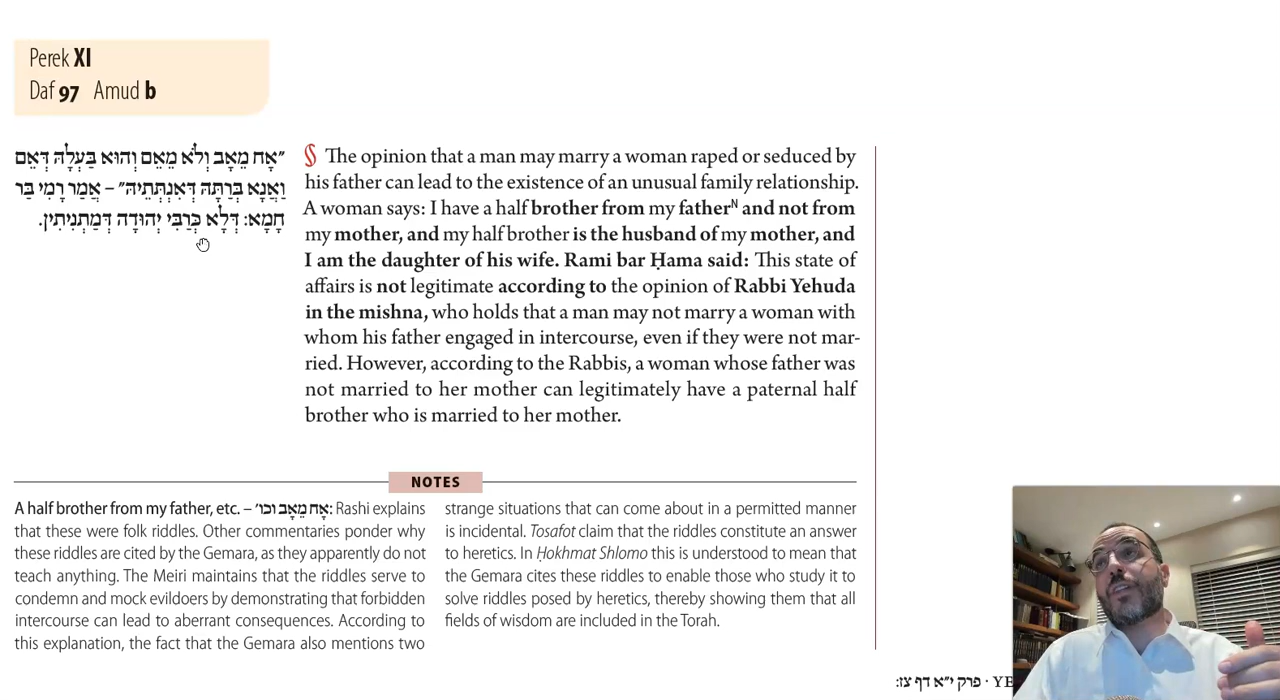 Perek XI
Daf 97 Amud b
״אָח מֵאָב וְלֹא מֵאֵם וְהוּא בַּעְלַהּ דְּאֵם
וַאֲנָא בְּרַתַּהּ דְּאִנְתְּתֵיהּ״ – אֲמַר רָמֵי בַּר
חָמָא: דְּלָא כְּרַבִּי יְהוּדָה דְּמַתְנִיתִין.
§ The opinion that a man may marry a woman raped or seduced by
his father can lead to the existence of an unusual family relationship.
A woman says: I have a half brother from my fatherᴺ and not from
my mother, and my half brother is the husband of my mother, and
I am the daughter of his wife. Rami bar Ḥama said: This state of
affairs is not legitimate according to the opinion of Rabbi Yehuda
in the mishna, who holds that a man may not marry a woman with
whom his father engaged in intercourse, even if they were not mar-
ried. However, according to the Rabbis, a woman whose father was
not married to her mother can legitimately have a paternal half
brother who is married to her mother.
NOTES
A half brother from my father, etc. – אָח מֵאָב וכו׳: Rashi explains
that these were folk riddles. Other commentaries ponder why
these riddles are cited by the Gemara, as they apparently do not
teach anything. The Meiri maintains that the riddles serve to
condemn and mock evildoers by demonstrating that forbidden
intercourse can lead to aberrant consequences. According to
this explanation, the fact that the Gemara also mentions two
strange situations that can come about in a permitted manner
is incidental. Tosafot claim that the riddles constitute an answer
to heretics. In Ḥokhmat Shlomo this is understood to mean that
the Gemara cites these riddles to enable those who study it to
solve riddles posed by heretics, thereby showing them that all
fields of wisdom are included in the Torah.
YE · פרק י״א דף צז: